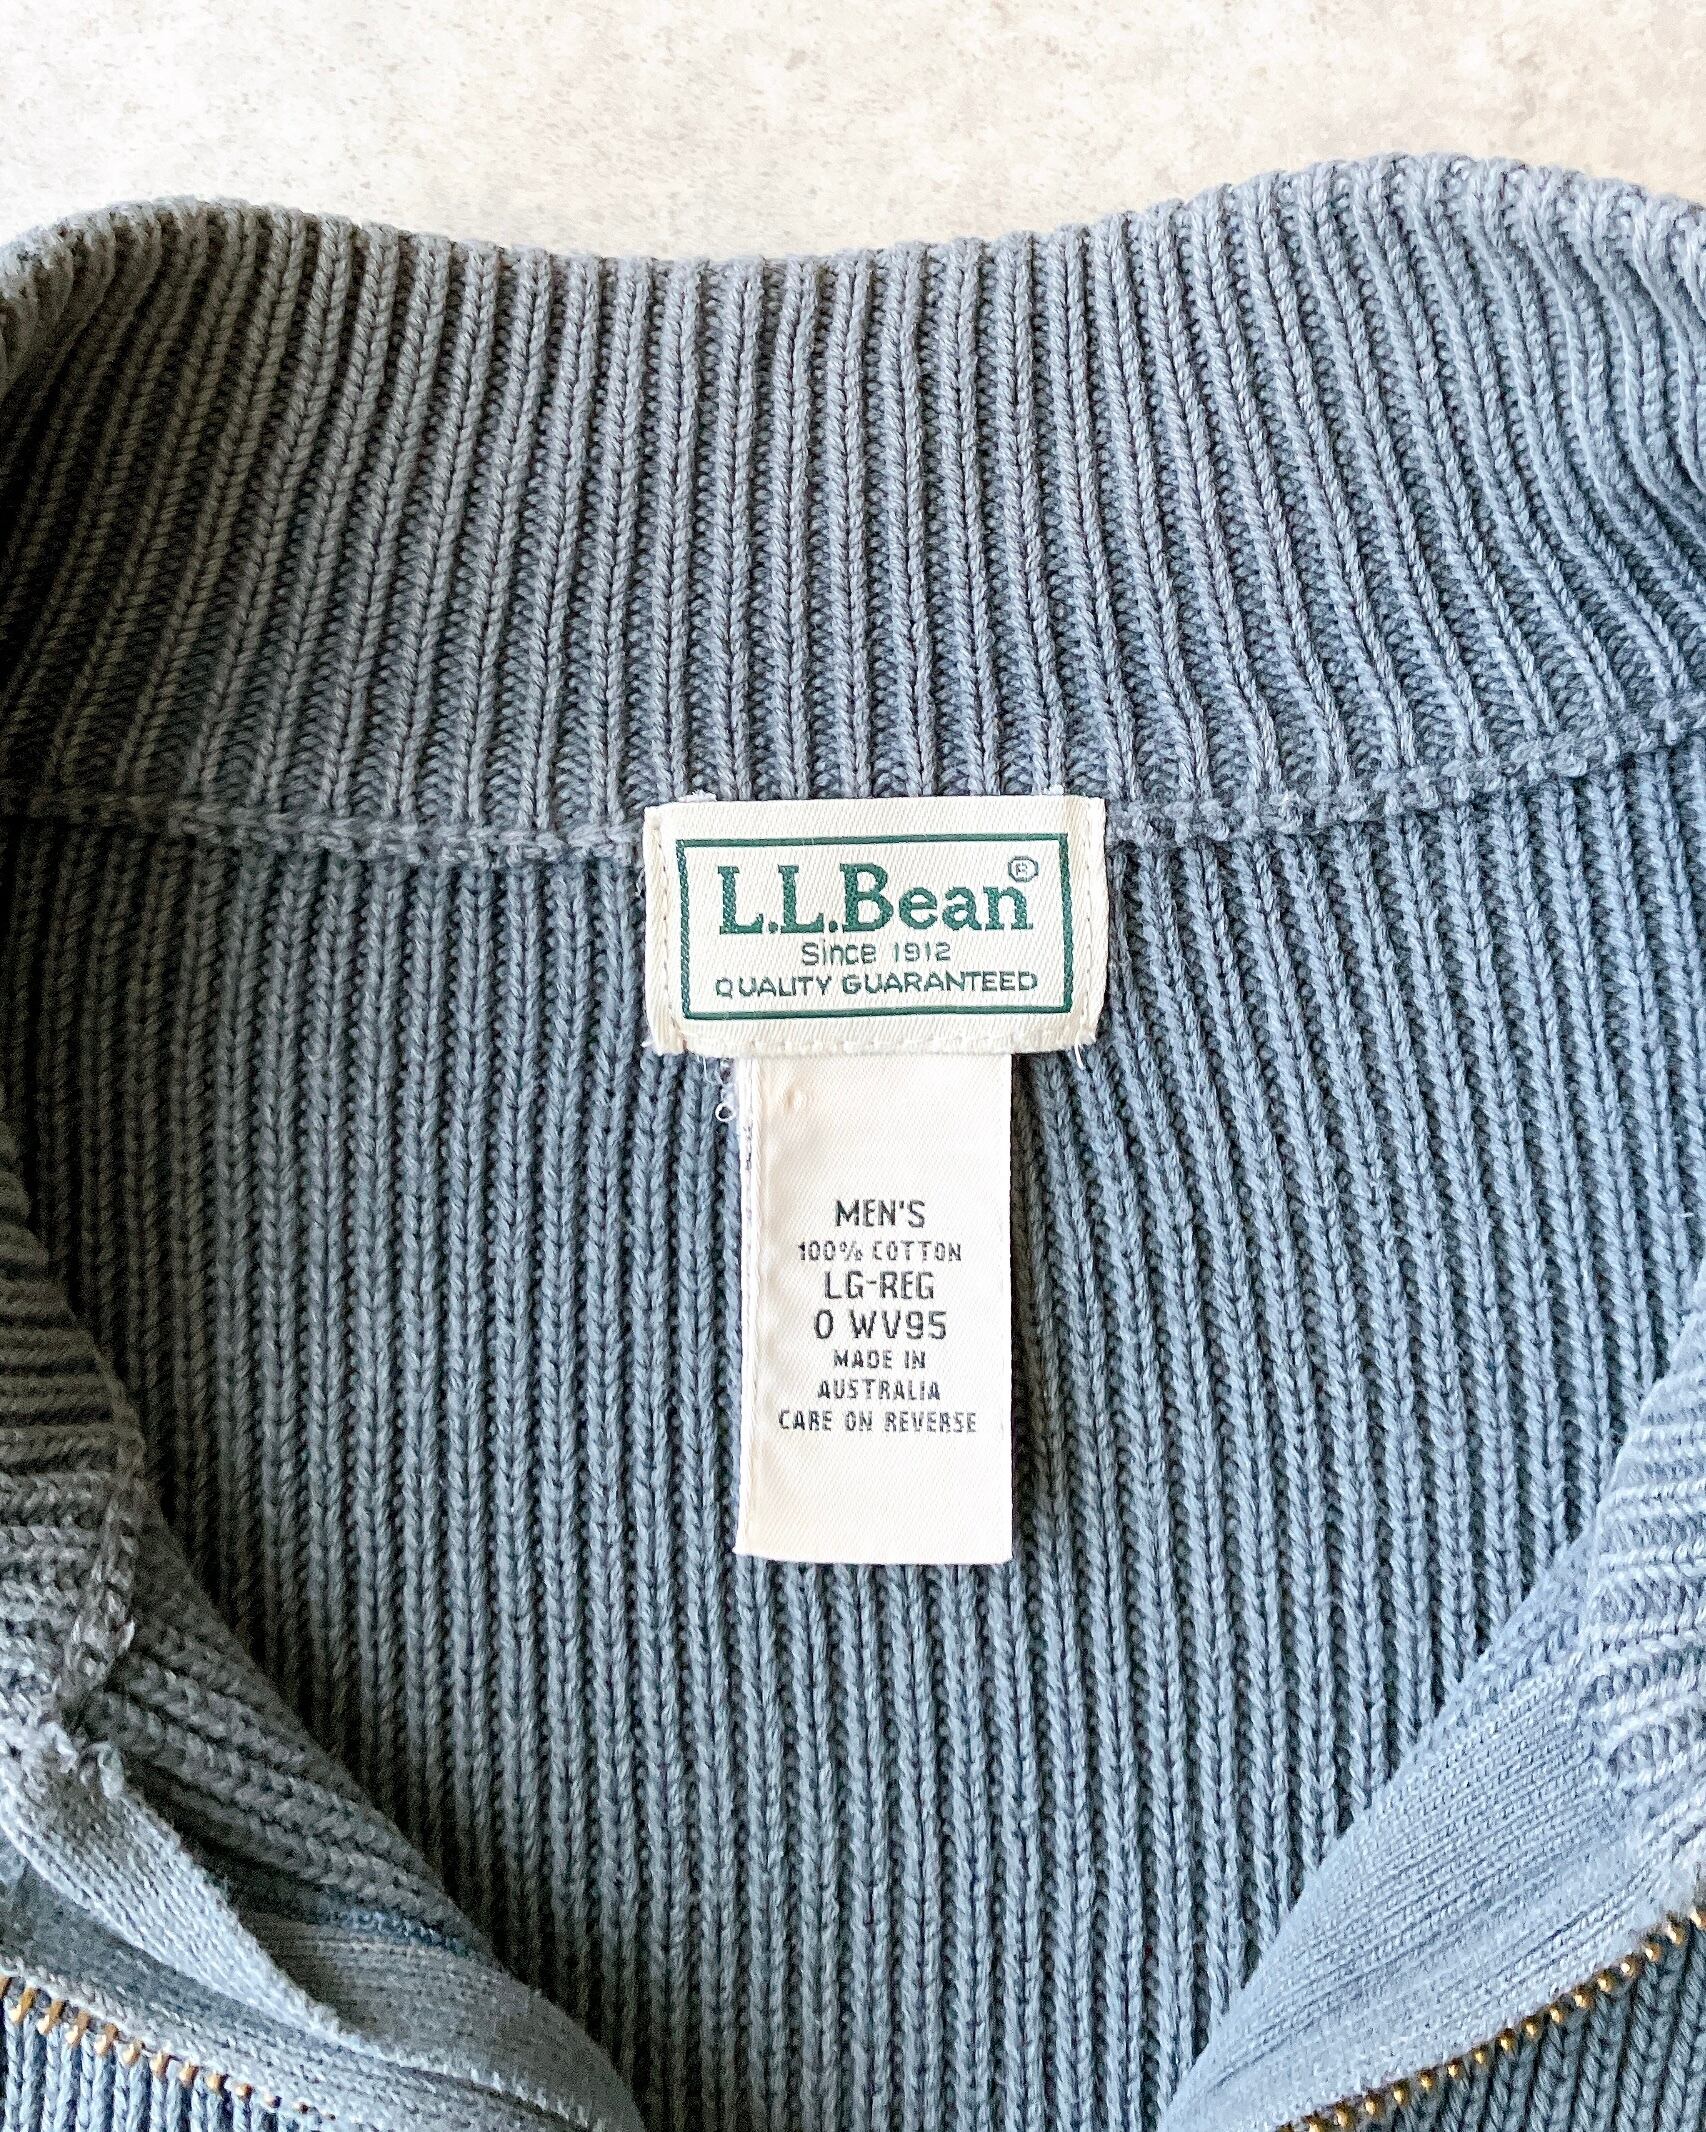 L.L.Bean®
Since 1912
QUALITY GUARANTEED
MEN'S
100% COTTON
LG-REG
0 WV95
MADE IN
AUSTRALIA
CARE ON REVERSE